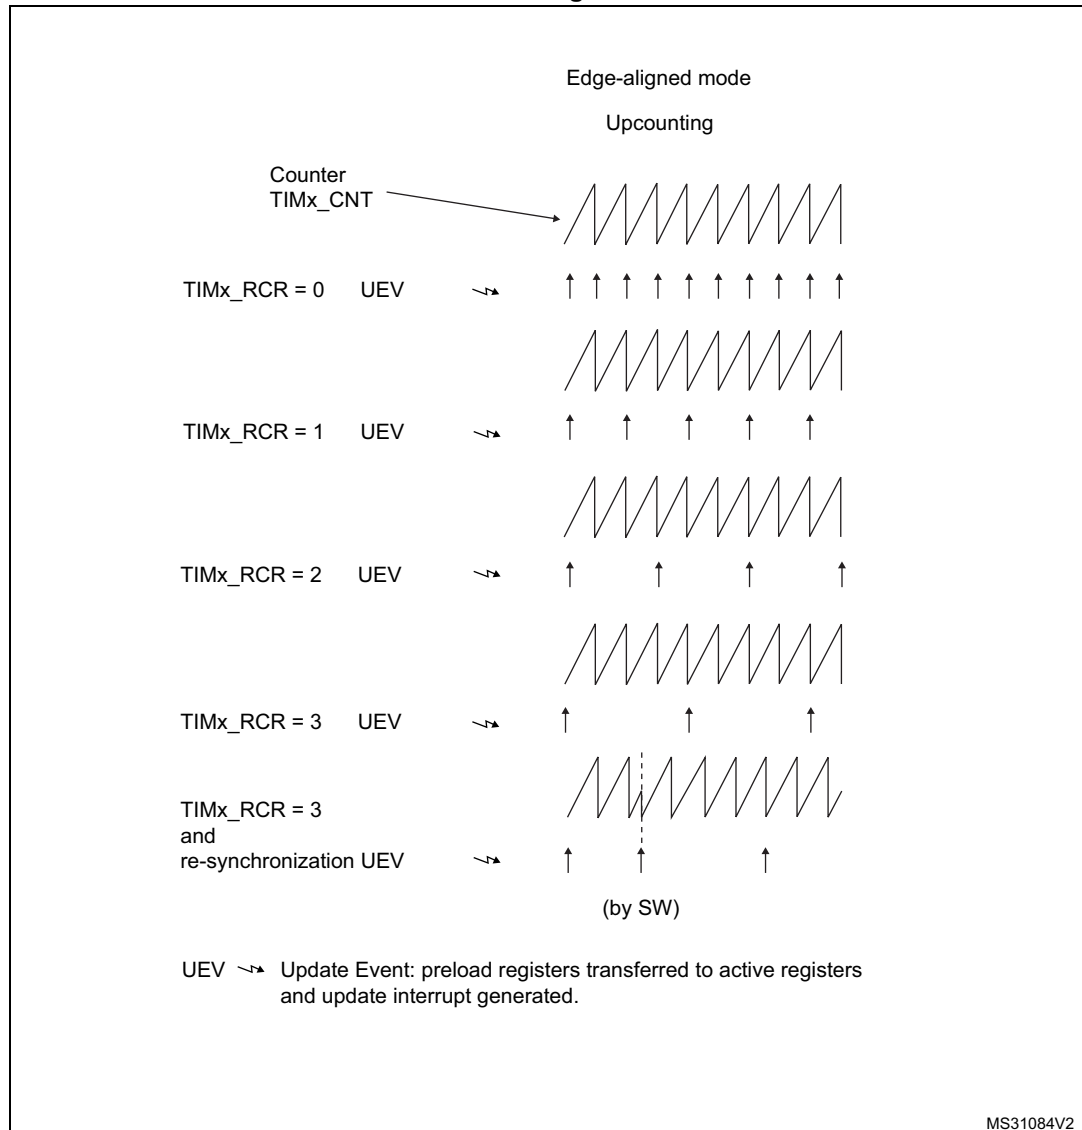 Edge-aligned mode
Upcounting
Counter
TIMx_CNT
TIMx_RCR = 0 UEV
TIMx_RCR = 1 UEV
TIMx_RCR = 2 UEV
TIMx_RCR = 3 UEV
TIMx_RCR = 3
and
re-synchronization UEV
(by SW)
UEV Update Event: preload registers transferred to active registers
and update interrupt generated.
MS31084V2